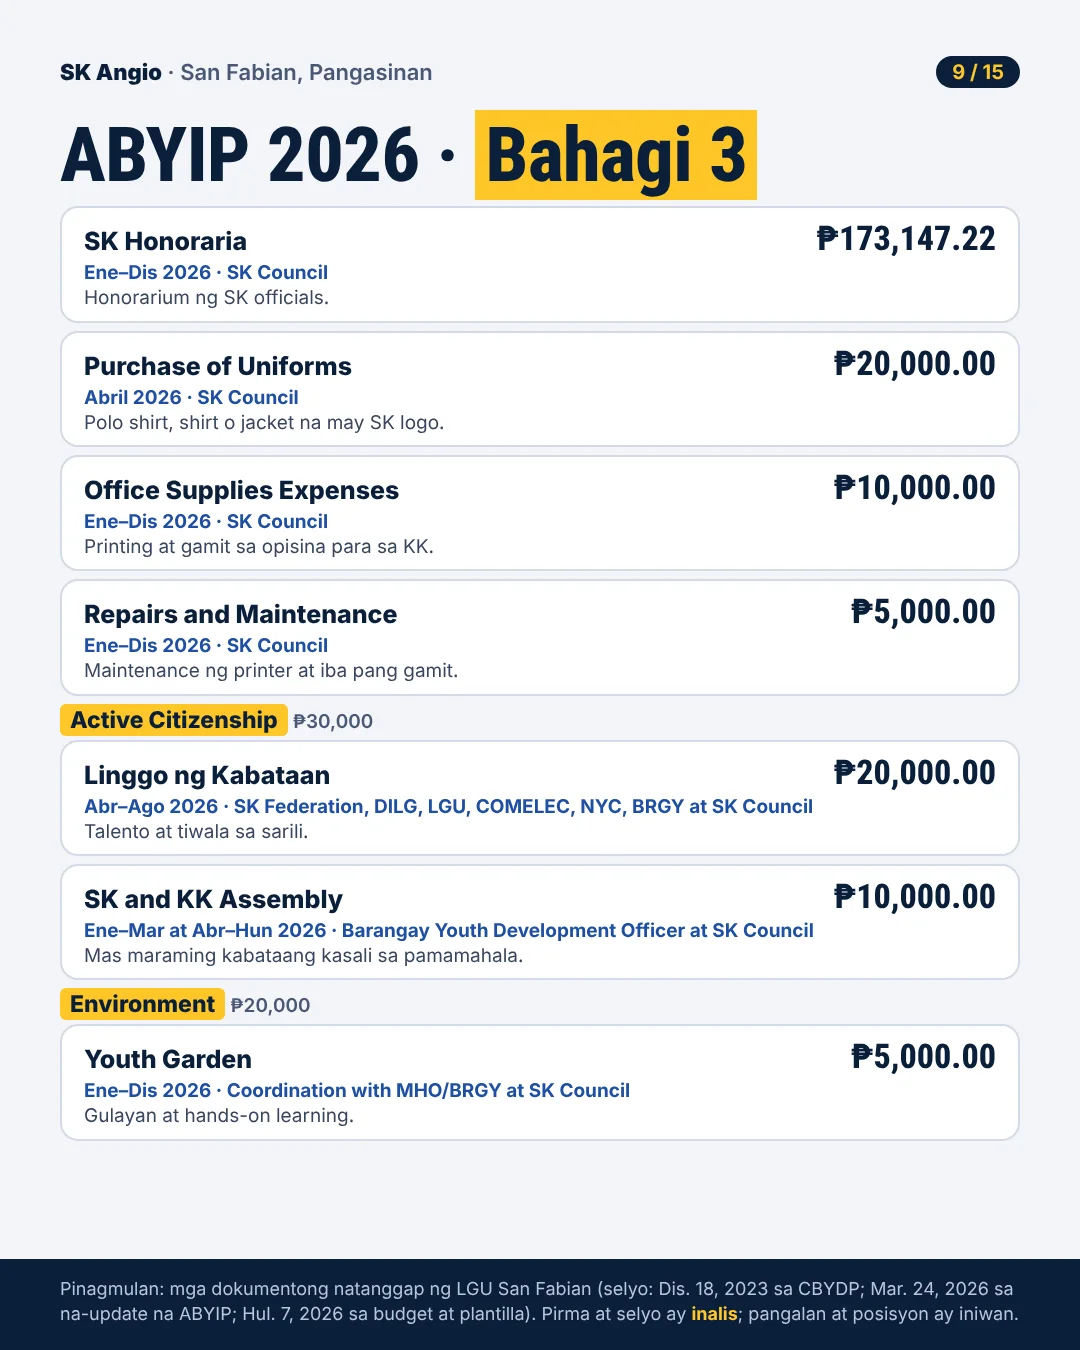 SK Angio · San Fabian, Pangasinan
9 / 15
ABYIP 2026 · Bahagi 3
SK Honoraria
₱173,147.22
Ene–Dis 2026 · SK Council
Honorarium ng SK officials.
Purchase of Uniforms
₱20,000.00
Abril 2026 · SK Council
Polo shirt, shirt o jacket na may SK logo.
Office Supplies Expenses
₱10,000.00
Ene–Dis 2026 · SK Council
Printing at gamit sa opisina para sa KK.
Repairs and Maintenance
₱5,000.00
Ene–Dis 2026 · SK Council
Maintenance ng printer at iba pang gamit.
Active Citizenship ₱30,000
Linggo ng Kabataan
₱20,000.00
Abr–Ago 2026 · SK Federation, DILG, LGU, COMELEC, NYC, BRGY at SK Council
Talento at tiwala sa sarili.
SK and KK Assembly
₱10,000.00
Ene–Mar at Abr–Hun 2026 · Barangay Youth Development Officer at SK Council
Mas maraming kabataang kasali sa pamamahala.
Environment ₱20,000
Youth Garden
₱5,000.00
Ene–Dis 2026 · Coordination with MHO/BRGY at SK Council
Gulayan at hands-on learning.
Pinagmulan: mga dokumentong natanggap ng LGU San Fabian (selyo: Dis. 18, 2023 sa CBYDP; Mar. 24, 2026 sa
na-update na ABYIP; Hul. 7, 2026 sa budget at plantilla). Pirma at selyo ay inalis; pangalan at posisyon ay iniwan.